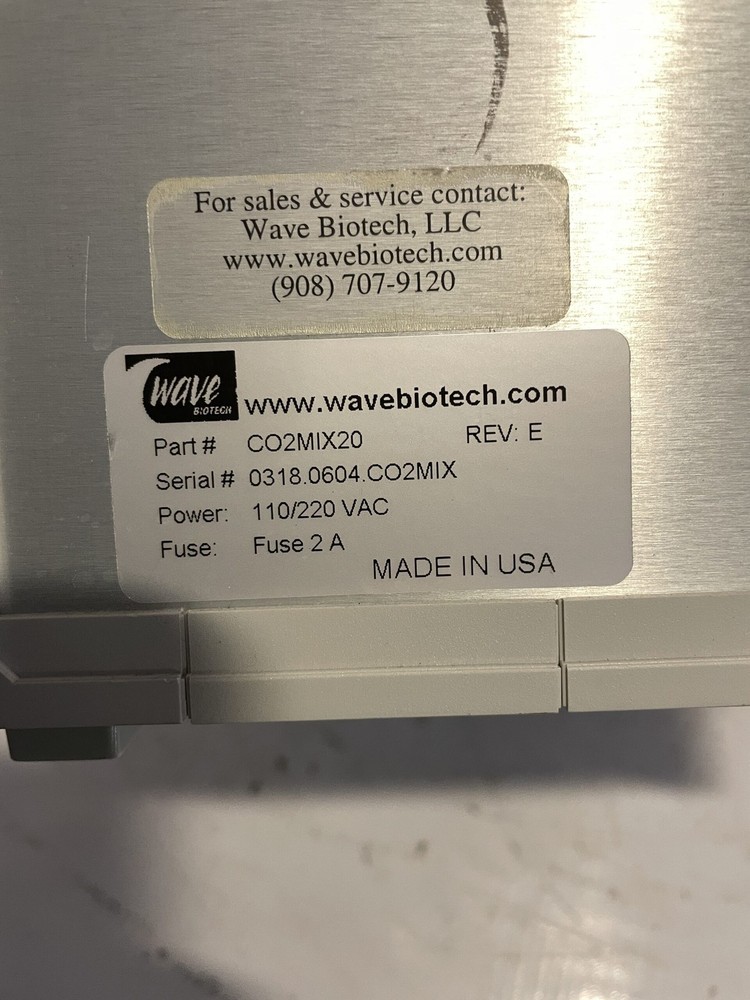 For sales & service contact:
Wave Biotech, LLC
www.wavebiotech.com
(908) 707-9120
wave
BIOTECH
www.wavebiotech.com
Part # CO2MIX20 REV: E
Serial # 0318.0604.CO2MIX
Power: 110/220 VAC
Fuse: Fuse 2 A
MADE IN USA